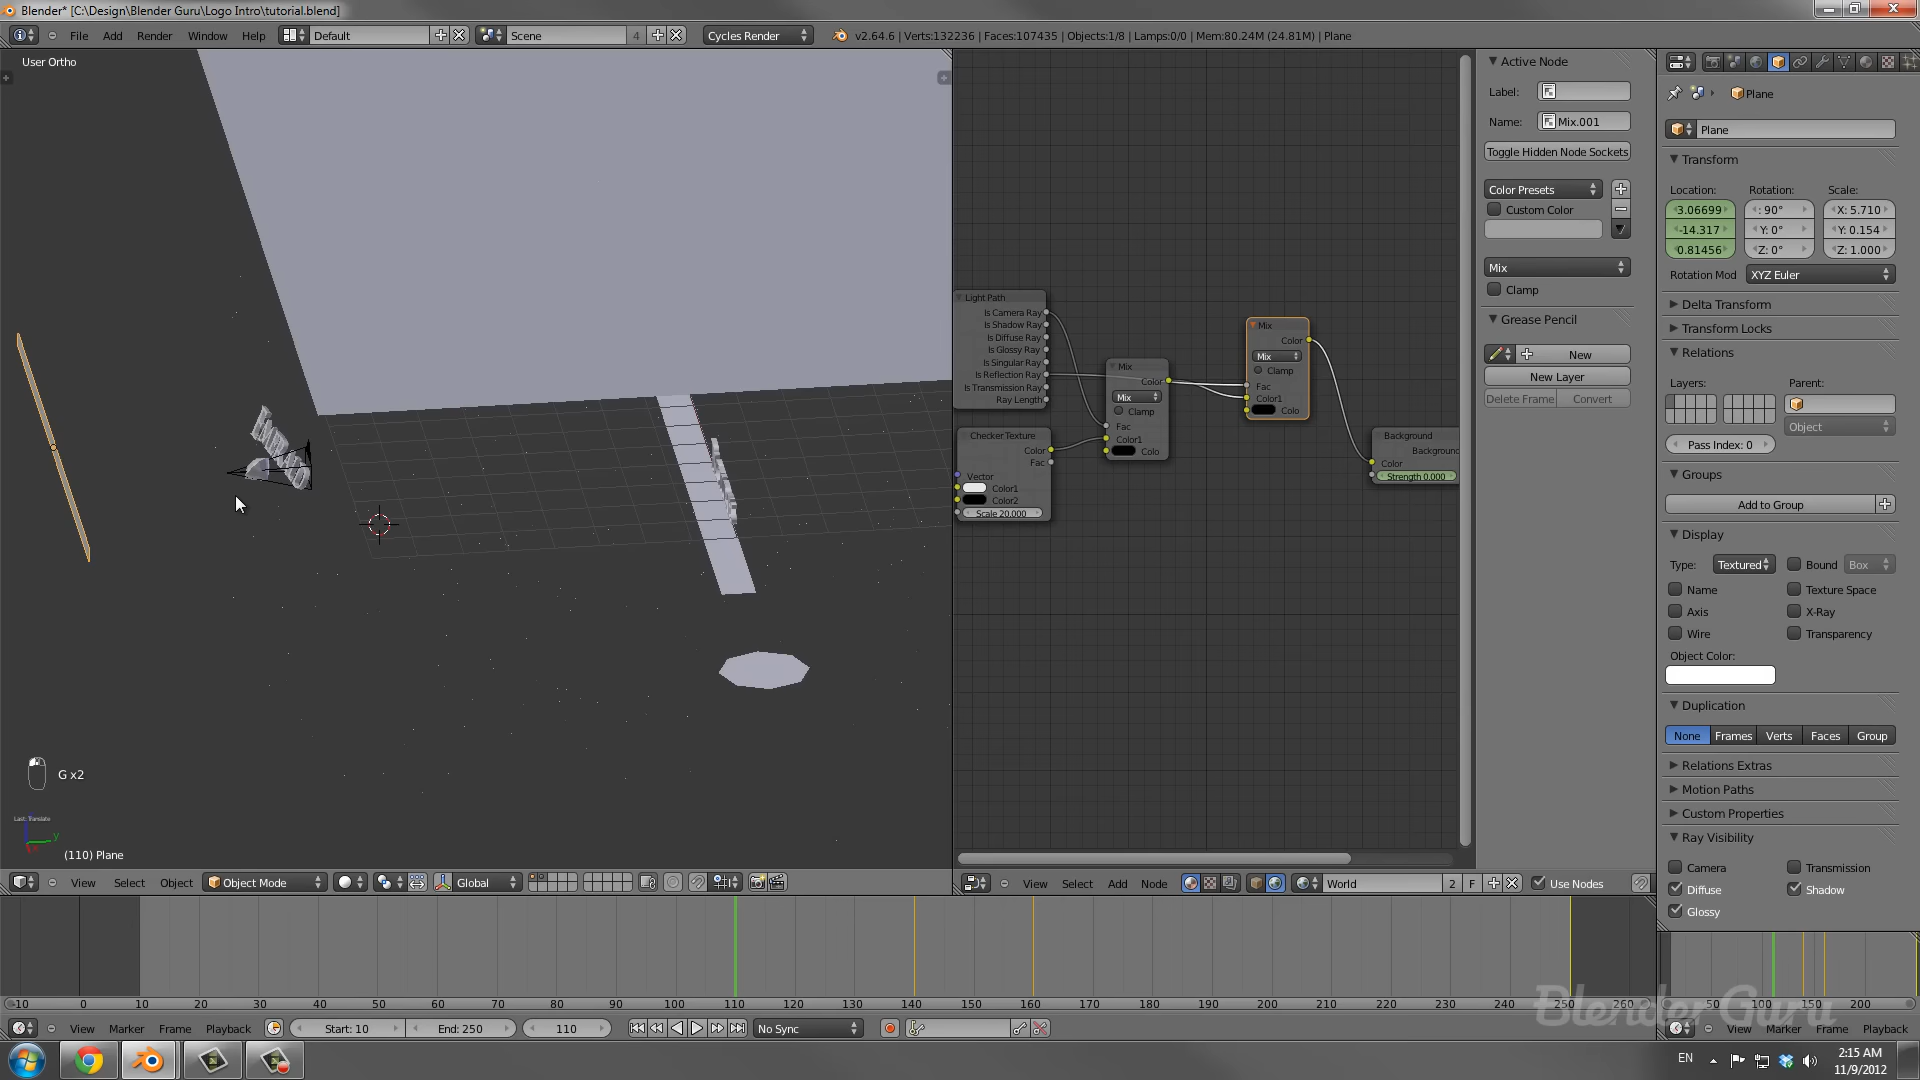 Blender* [C:\Design\Blender Guru\Logo Intro\tutorial.blend]
File Add Render Window Help Default Scene 4 Cycles Render v2.64.6 | Verts:132236 | Faces:107435 | Objects:1/8 | Lamps:0/0 | Mem:80.24M (24.81M) | Plane
User Ortho
G x2
y
(110) Plane
View Select Object Object Mode Global
Light Path
Is Camera Ray
Is Shadow Ray
Is Diffuse Ray
Is Glossy Ray
Is Singular Ray
Is Reflection Ray
Is Transmission Ray
Ray Length
Checker Texture
Color
Fac
Vector
Color1
Color2
Scale 20.000
Mix
Color
Mix
Clamp
Fac
Color1
Colo
Mix
Color
Mix
Clamp
Fac
Color1
Colo
Background
Background
Color
Strength 0.000
View Select Add Node World 2 F Use Nodes
Active Node
Label:
Name: Mix.001
Toggle Hidden Node Sockets
Color Presets
Custom Color
Mix
Clamp
Grease Pencil
New
New Layer
Delete Frame Convert
Plane
Plane
Transform
Location: Rotation: Scale:
3.06699 : 90° X: 5.710
-14.317 Y: 0° Y: 0.154
0.81456 Z: 0° Z: 1.000
Rotation Mod XYZ Euler
Delta Transform
Transform Locks
Relations
Layers: Parent:
Object
Pass Index: 0
Groups
Add to Group
Display
Type: Textured Bound Box
Name Texture Space
Axis X-Ray
Wire Transparency
Object Color:
Duplication
None Frames Verts Faces Group
Relations Extras
Motion Paths
Custom Properties
Ray Visibility
Camera Transmission
Diffuse Shadow
Glossy
-10 0 10 20 30 40 50 60 70 80 90 100 110 120 130 140 150 160 170 180 190 200 210 220 230 240 250 260
50 100 150 200
BlenderGuru
View Marker Frame Playback Start: 10 End: 250 110 No Sync
View Marker Frame Playback
EN 2:15 AM
11/9/2012